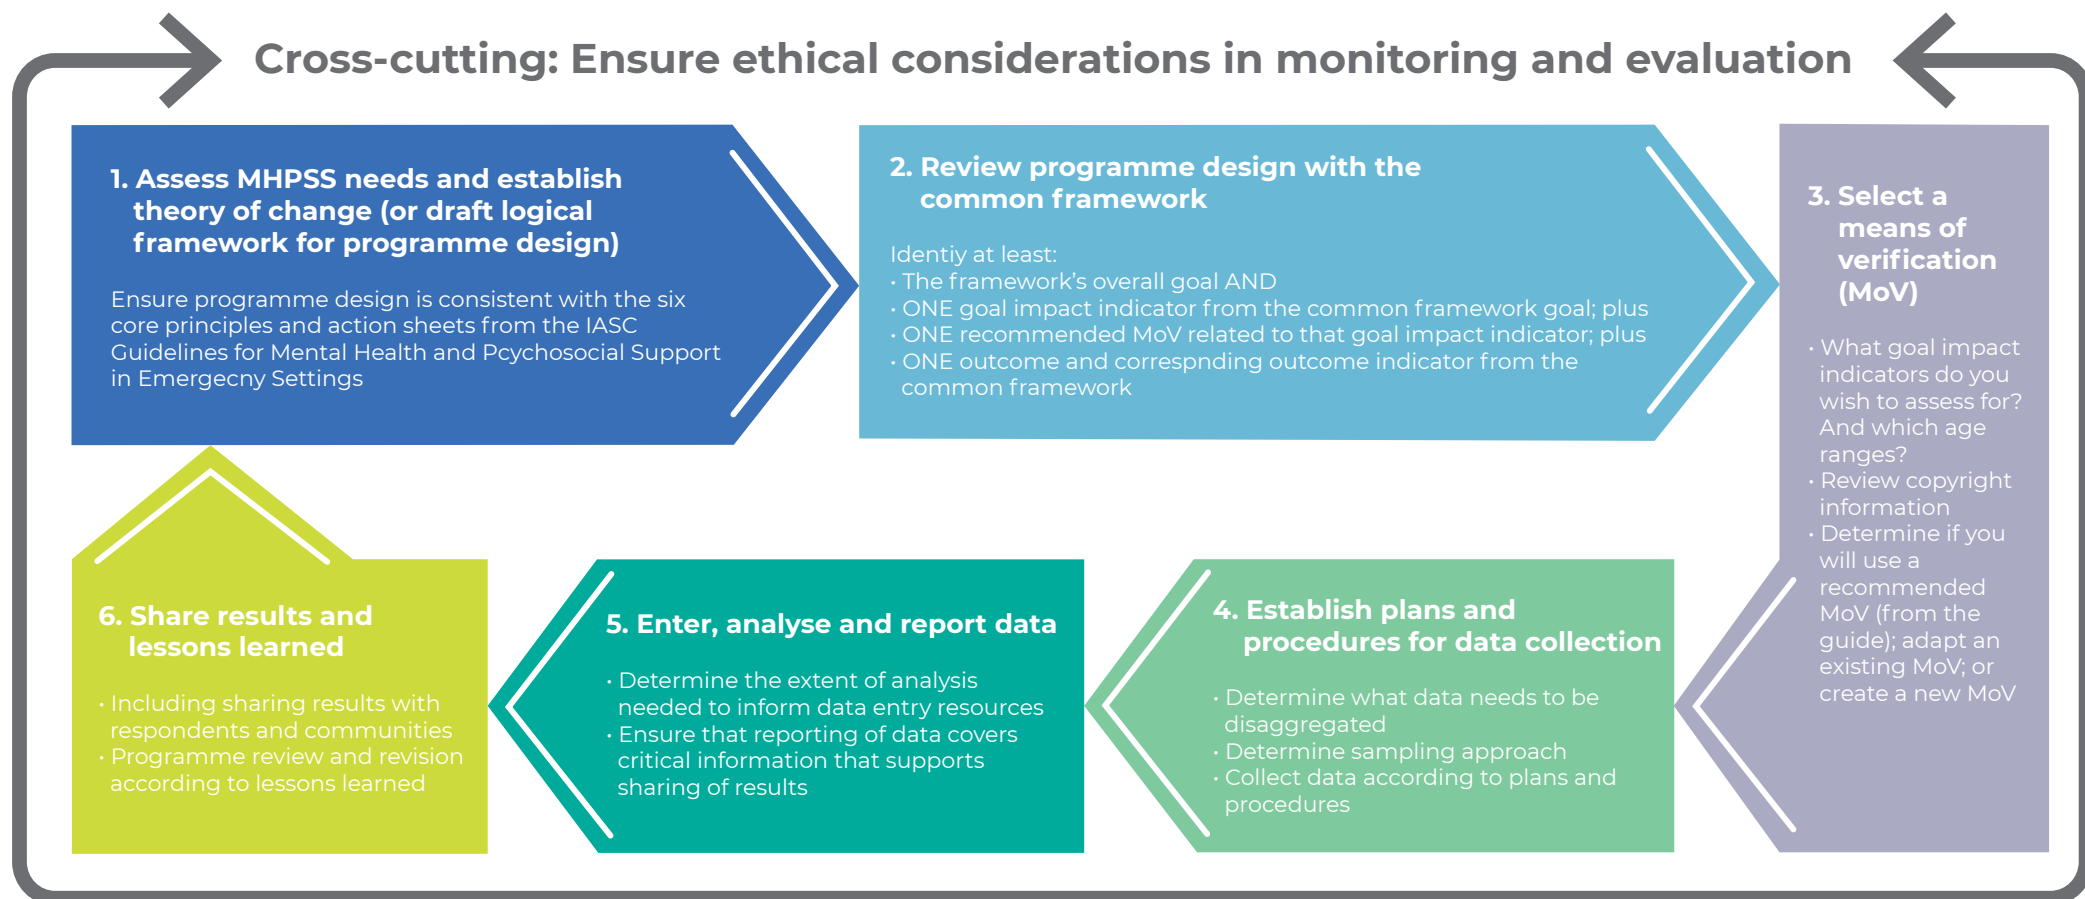 Cross-cutting: Ensure ethical considerations in monitoring and evaluation
1. Assess MHPSS needs and establish
theory of change (or draft logical
framework for programme design)
Ensure programme design is consistent with the six
core principles and action sheets from the IASC
Guidelines for Mental Health and Pcychosocial Support
in Emergecny Settings
2. Review programme design with the
common framework
Identiy at least:
· The framework's overall goal AND
· ONE goal impact indicator from the common framework goal; plus
· ONE recommended MoV related to that goal impact indicator; plus
· ONE outcome and correspnding outcome indicator from the
common framework
3. Select a
means of
verification
(MoV)
· What goal impact
indicators do you
wish to assess for?
And which age
ranges?
· Review copyright
information
· Determine if you
will use a
recommended
MoV (from the
guide); adapt an
existing MoV; or
create a new MoV
4. Establish plans and
procedures for data collection
· Determine what data needs to be
disaggregated
· Determine sampling approach
· Collect data according to plans and
procedures
5. Enter, analyse and report data
· Determine the extent of analysis
needed to inform data entry resources
· Ensure that reporting of data covers
critical information that supports
sharing of results
6. Share results and
lessons learned
· Including sharing results with
respondents and communities
· Programme review and revision
according to lessons learned